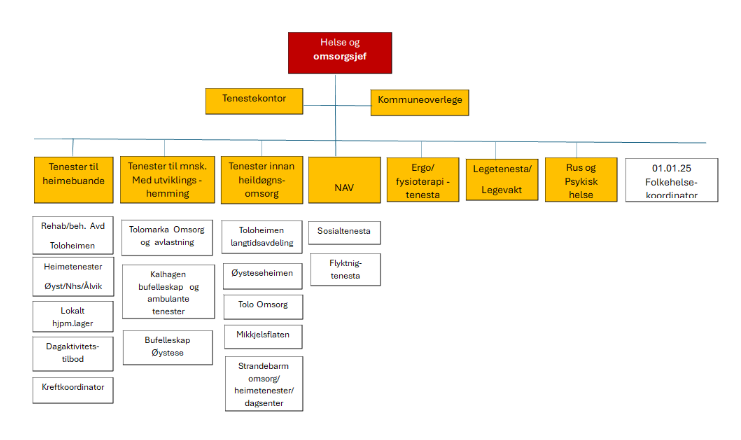 Helse og
omsorgsjef
Tenestekontor
Kommuneoverlege
Tenester til
heimebuande
Tenester til mnsk.
Med utviklings -
hemming
Tenester innan
heildøgns-
omsorg
NAV
Ergo/
fysioterapi -
tenesta
Legetenesta/
Legevakt
Rus og
Psykisk
helse
01.01.25
Folkehelse-
koordinator
Rehab/beh. Avd
Toloheimen
Heimetenester
Øyst/Nhs/Ålvik
Lokalt
hjpm.lager
Dagaktivitets-
tilbod
Kreftkoordinator
Tolomarka Omsorg
og avlastning
Kalhagen
bufelleskap og
ambulante
tenester
Bufelleskap
Øystese
Toloheimen
langtidsavdeling
Øysteseheimen
Tolo Omsorg
Mikkjelsflaten
Strandebarm
omsorg/
heimetenester/
dagsenter
Sosialtenesta
Flyktnig-
tenesta